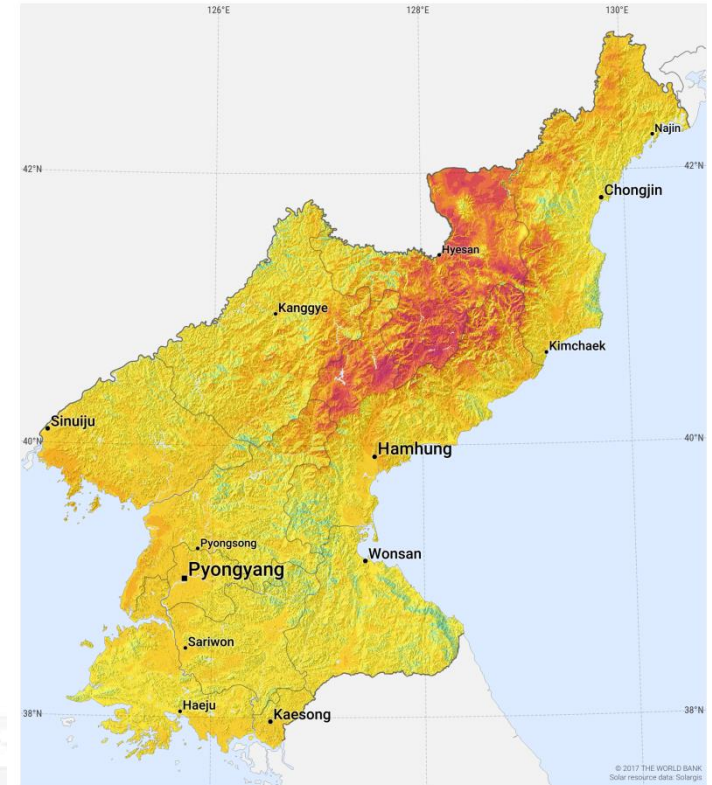 126°E
128°E
130°E
Najin
42°N
42°N
Chongjin
Hyesan
Kanggye
Kimchaek
Sinuiju
40°N
40°N
Hamhung
Pyongsong
Wonsan
Pyongyang
Sariwon
Haeju
38°N
38°N
Kaesong
© 2017 THE WORLD BANK
Solar resource data: Solargis